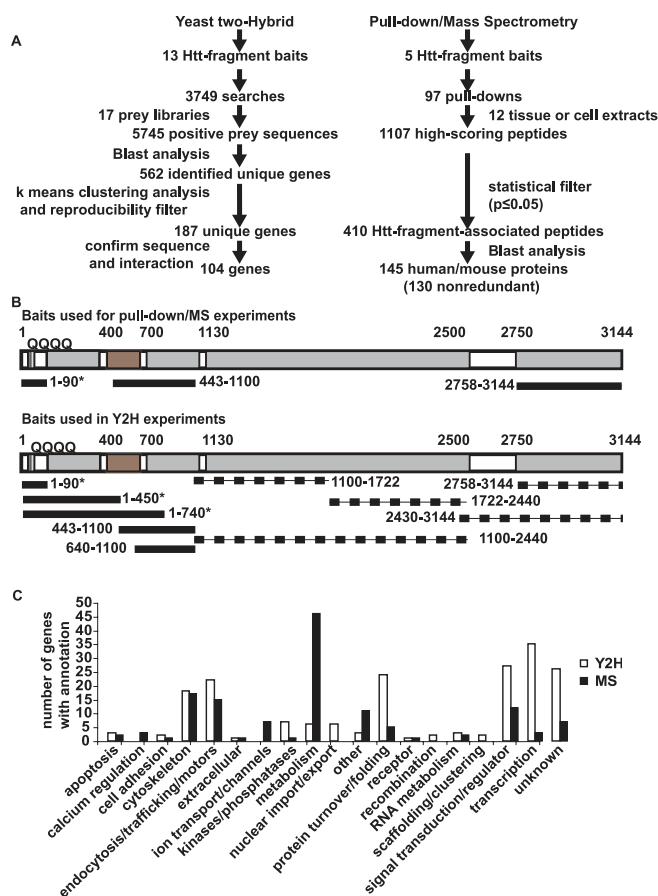 A
Yeast two-Hybrid
13 Htt-fragment baits
3749 searches
17 prey libraries
5745 positive prey sequences
Blast analysis
562 identified unique genes
k means clustering analysis
and reproducibility filter
187 unique genes
confirm sequence
and interaction
104 genes
Pull-down/Mass Spectrometry
5 Htt-fragment baits
97 pull-downs
12 tissue or cell extracts
1107 high-scoring peptides
statistical filter
(p≤0.05)
410 Htt-fragment-associated peptides
Blast analysis
145 human/mouse proteins
(130 nonredundant)
B
Baits used for pull-down/MS experiments
1 400 700 1130 2500 2750 3144
QQQQ
1-90* 443-1100 2758-3144
Baits used in Y2H experiments
1 400 700 1130 2500 2750 3144
QQQQ
1-90* 1100-1722 2758-3144
1-450* 1722-2440
1-740* 2430-3144
443-1100
640-1100 1100-2440
C
number of genes
with annotation
50
45
40
35
30
25
20
15
10
5
0
Y2H
MS
apoptosis
calcium regulation
cell adhesion
cytoskeleton
endocytosis/trafficking/motors
extracellular
ion transport/channels
kinases/phosphatases
metabolism
nuclear import/export
other
protein turnover/folding
receptor
recombination
RNA metabolism
scaffolding/clustering
signal transduction/regulator
transcription
unknown